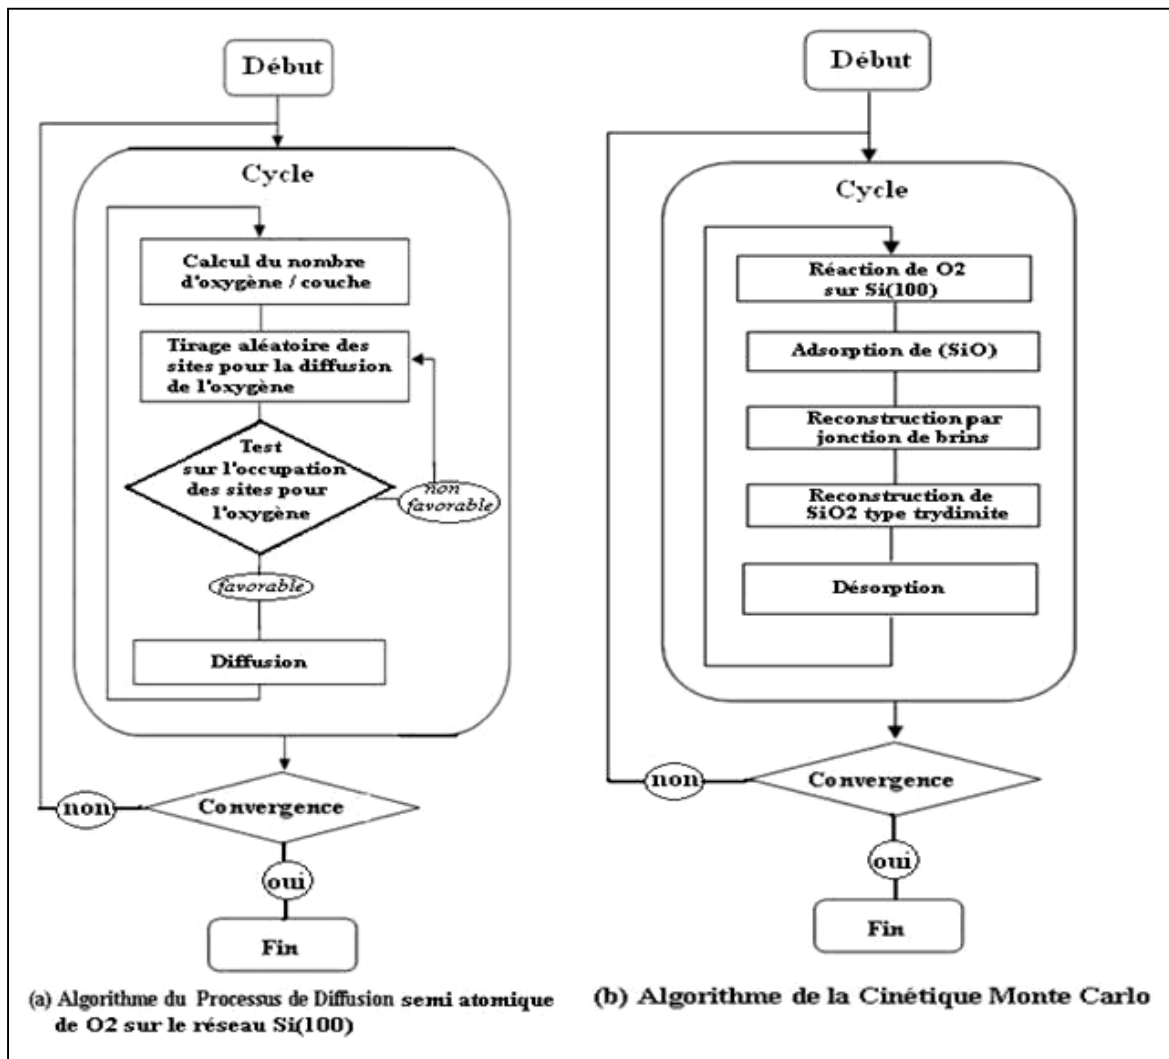 Début
Cycle
Calcul du nombre
d'oxygène / couche
Tirage aléatoire des
sites pour la diffusion
de l'oxygène
Test
sur l'occupation
des sites pour
l'oxygène
non
favorable
favorable
Diffusion
Convergence
non
oui
Fin
(a) Algorithme du Processus de Diffusion semi atomique
de O2 sur le réseau Si(100)
Début
Cycle
Réaction de O2
sur Si(100)
Adsorption de (SiO)
Reconstruction par
jonction de brins
Reconstruction de
SiO2 type trydimite
Désorption
Convergence
non
oui
Fin
(b) Algorithme de la Cinétique Monte Carlo